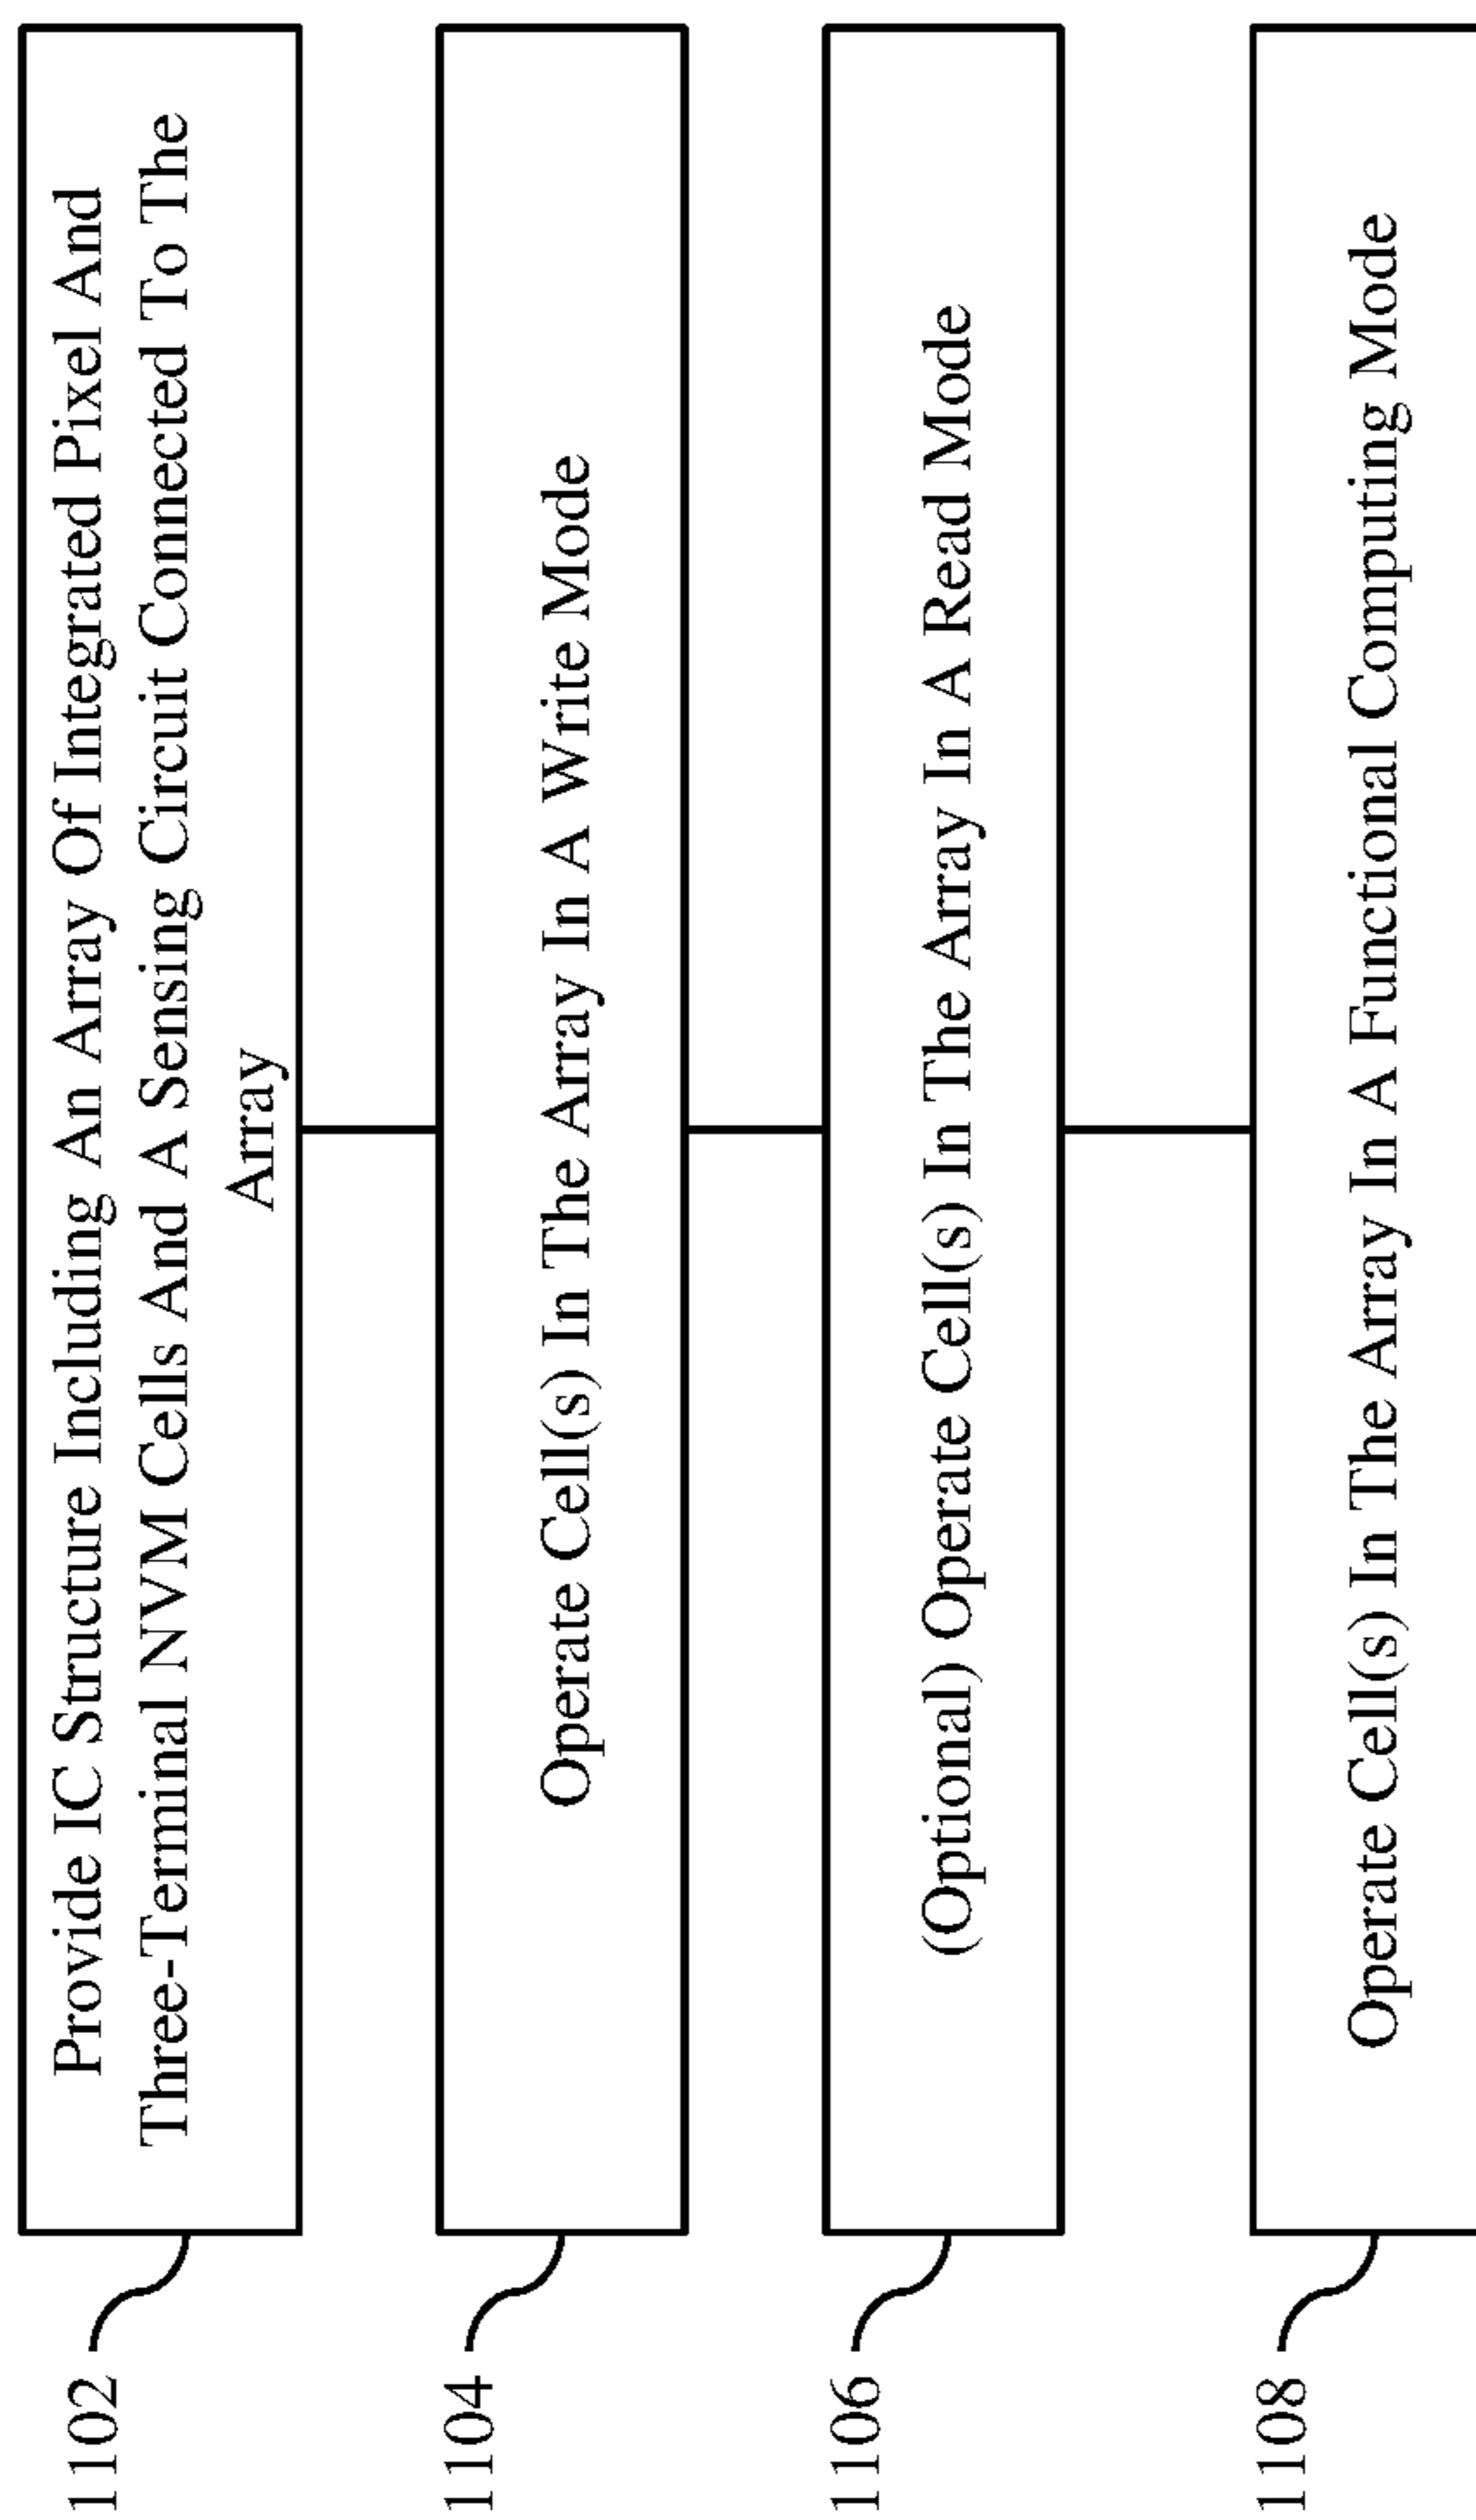 1102
Provide IC Structure Including An Array Of Integrated Pixel And
Three-Terminal NVM Cells And A Sensing Circuit Connected To The
Array
1104
Operate Cell(s) In The Array In A Write Mode
1106
(Optional) Operate Cell(s) In The Array In A Read Mode
1108
Operate Cell(s) In The Array In A Functional Computing Mode